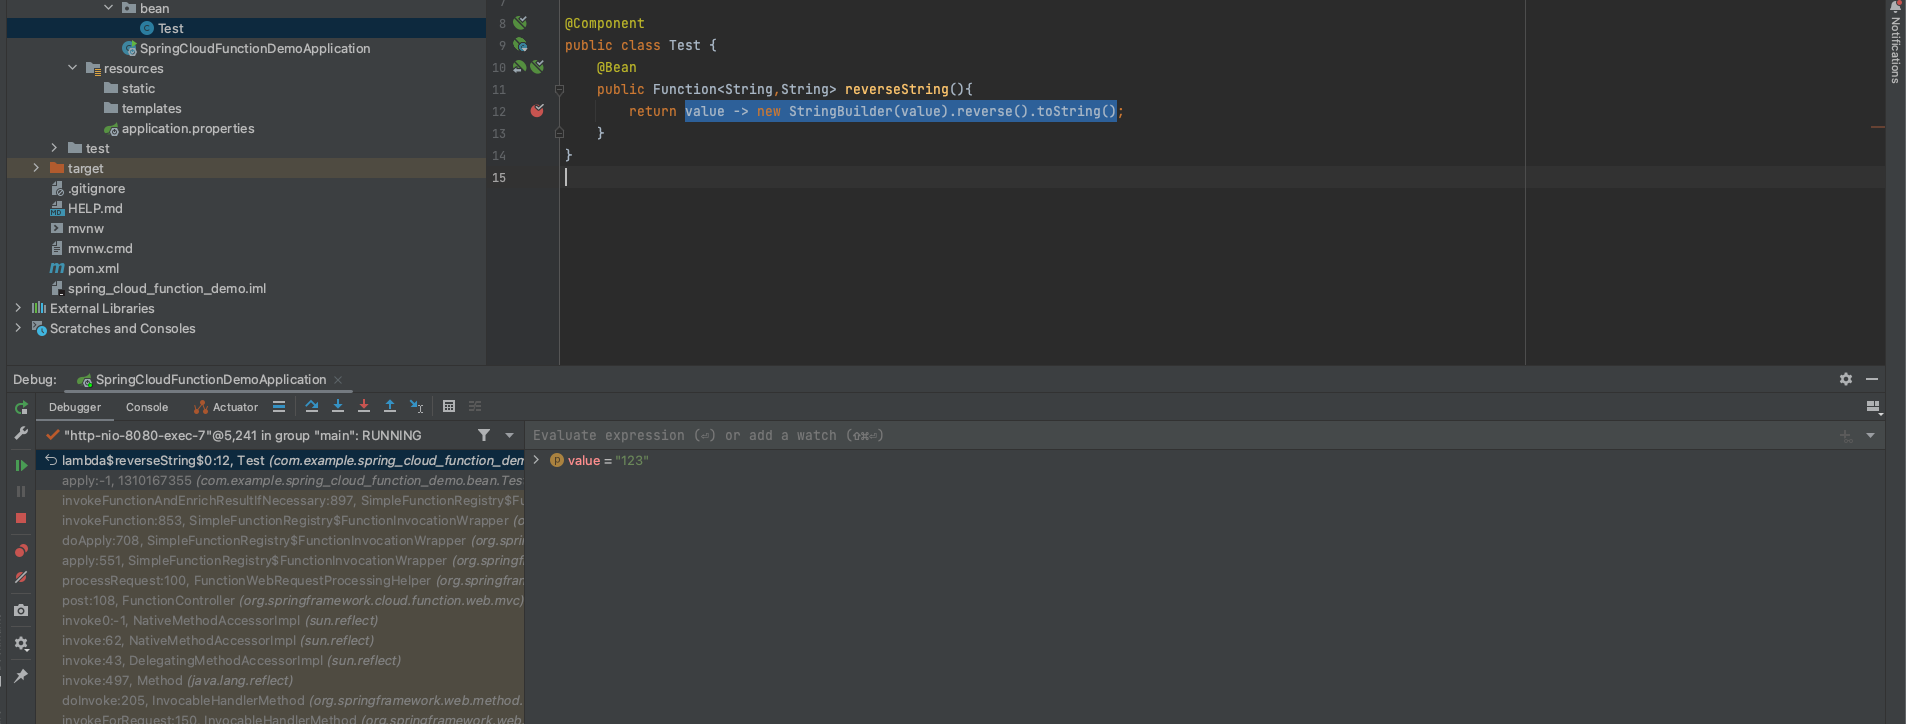 bean
Test
SpringCloudFunctionDemoApplication
resources
static
templates
application.properties
test
target
.gitignore
HELP.md
mvnw
mvnw.cmd
pom.xml
spring_cloud_function_demo.iml
External Libraries
Scratches and Consoles
7
8 @Component
9 public class Test {
10 @Bean
11 public Function<String,String> reverseString(){
12 return value -> new StringBuilder(value).reverse().toString();
13 }
14 }
15
Notifications
Debug: SpringCloudFunctionDemoApplication
Debugger Console Actuator
"http-nio-8080-exec-7"@5,241 in group "main": RUNNING
Evaluate expression (⏎) or add a watch (⇧⌘⏎)
lambda$reverseString$0:12, Test (com.example.spring_cloud_function_den
value = "123"
apply:-1, 1310167355 (com.example.spring_cloud_function_demo.bean.Tes
invokeFunctionAndEnrichResultIfNecessary:897, SimpleFunctionRegistry$Fu
invokeFunction:853, SimpleFunctionRegistry$FunctionInvocationWrapper (o
doApply:708, SimpleFunctionRegistry$FunctionInvocationWrapper (org.spri
apply:551, SimpleFunctionRegistry$FunctionInvocationWrapper (org.springf
processRequest:100, FunctionWebRequestProcessingHelper (org.springfran
post:108, FunctionController (org.springframework.cloud.function.web.mvc)
invoke0:-1, NativeMethodAccessorImpl (sun.reflect)
invoke:62, NativeMethodAccessorImpl (sun.reflect)
invoke:43, DelegatingMethodAccessorImpl (sun.reflect)
invoke:497, Method (java.lang.reflect)
doInvoke:205, InvocableHandlerMethod (org.springframework.web.method.
invokeForRequest:150, InvocableHandlerMethod (org.springframework.web